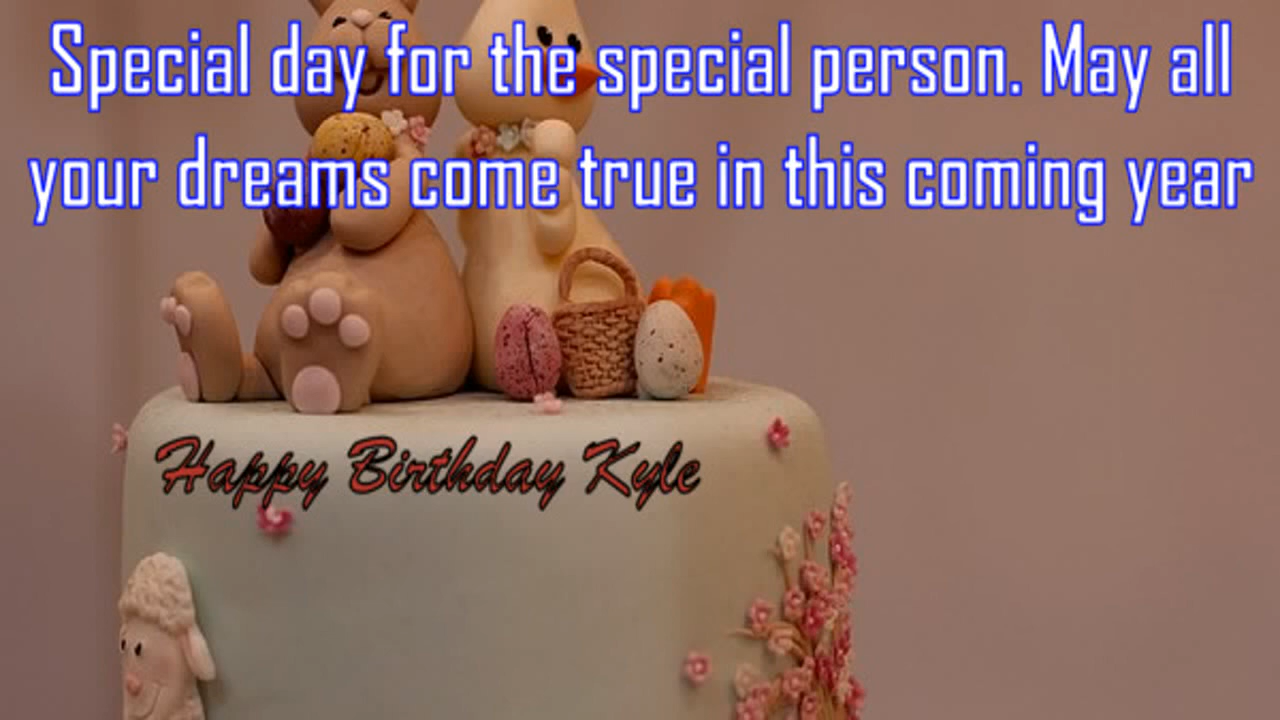 Special day for the special person. May all
your dreams come true in this coming year
Happy Birthday Kyle